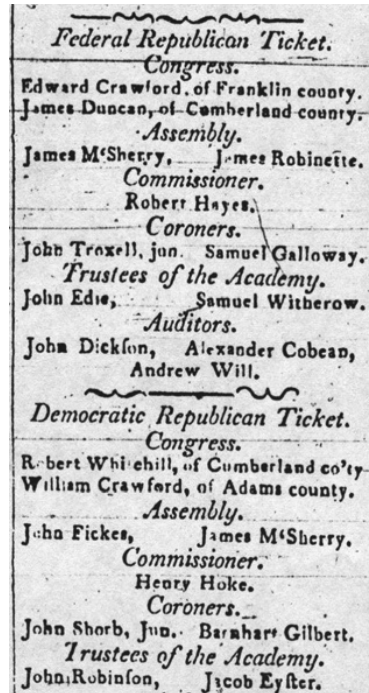 Federal Republican Ticket.
Congress.
Edward Crawford, of Franklin county.
James Duncan, of Cumberland county.
Assembly.
James M'Sherry, James Robinette.
Commissioner.
Robert Hayes.
Coroners.
John Troxell, jun. Samuel Galloway.
Trustees of the Academy.
John Edie, Samuel Witherow.
Auditors.
John Dickſon, Alexander Cobean,
Andrew Will.
Democratic Republican Ticket.
Congress.
Robert Whitehill, of Cumberland co'ty
William Crawford, of Adams county.
Assembly.
John Fickes, James M'Sherry.
Commissioner.
Henry Hoke.
Coroners.
John Shorb, Jun. Barnhart Gilbert.
Trustees of the Academy.
John Robinſon, Jacob Eyſter.